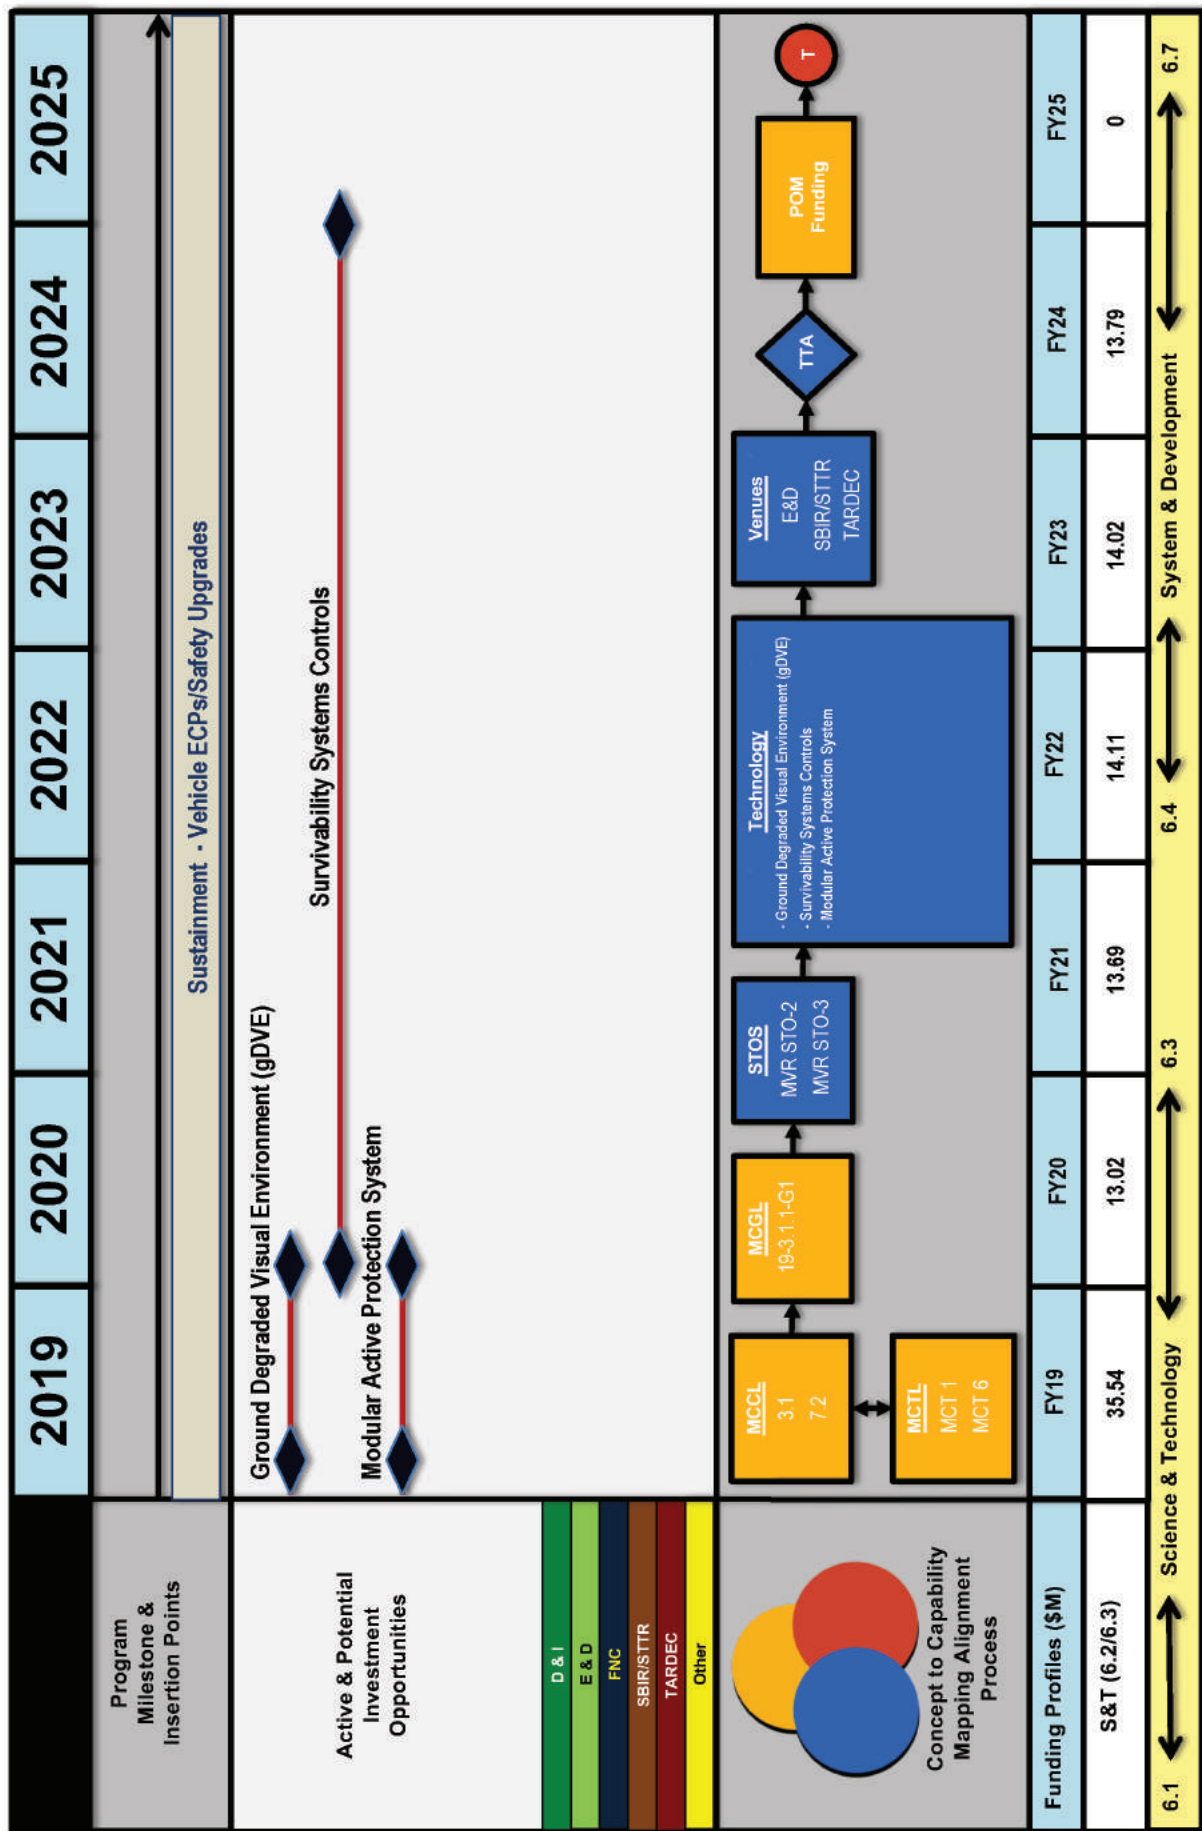 2019 2020 2021 2022 2023 2024 2025
Program
Milestone &
Insertion Points
Sustainment - Vehicle ECPs/Safety Upgrades
Active & Potential
Investment
Opportunities
Ground Degraded Visual Environment (gDVE)
Survivability Systems Controls
Modular Active Protection System
D & I
E & D
FNC
SBIR/STTR
TARDEC
Other
Concept to Capability
Mapping Alignment
Process
MCCL
3.1
7.2
MCTL
MCT 1
MCT 6
MCGL
19-3.1.1-G1
STOS
MVR STO-2
MVR STO-3
Technology
- Ground Degraded Visual Environment (gDVE)
- Survivability Systems Controls
- Modular Active Protection System
Venues
E&D
SBIR/STTR
TARDEC
TTA
POM
Funding
T
Funding Profiles ($M) FY19 FY20 FY21 FY22 FY23 FY24 FY25
S&T (6.2/6.3) 35.54 13.02 13.69 14.11 14.02 13.79 0
6.1 Science & Technology 6.3 6.4 System & Development 6.7